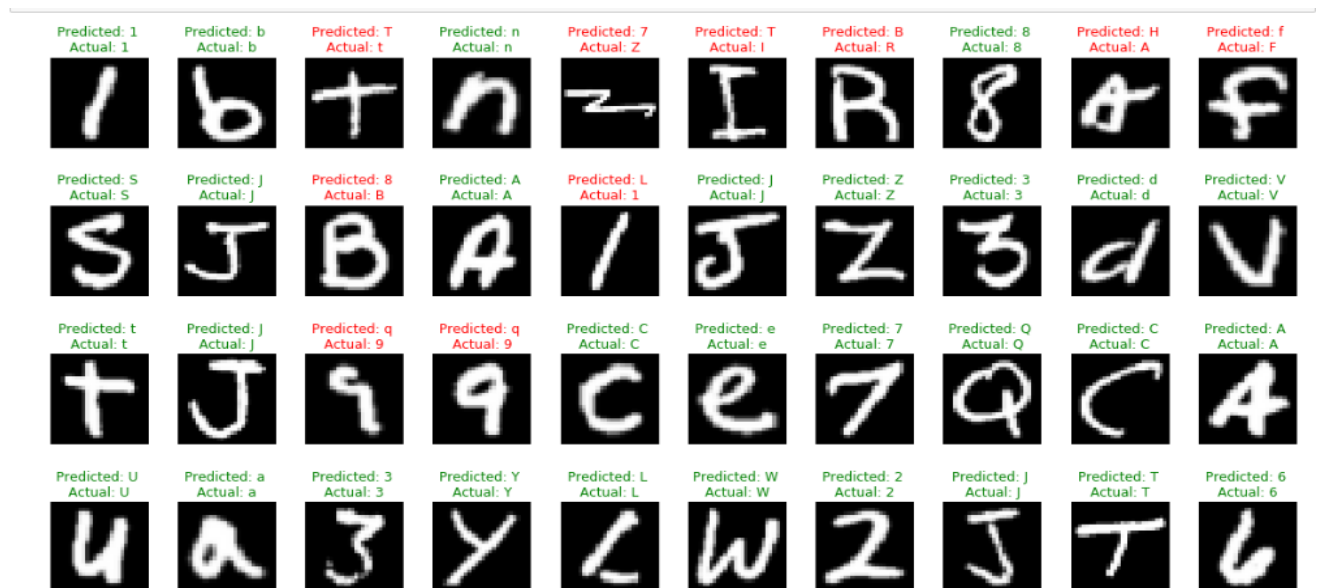 Predicted: 1 Predicted: b Predicted: T Predicted: n Predicted: 7 Predicted: T Predicted: B Predicted: 8 Predicted: H Predicted: f
Actual: 1 Actual: b Actual: t Actual: n Actual: Z Actual: I Actual: R Actual: 8 Actual: A Actual: F
1 b t n Z I R 8 A F
Predicted: S Predicted: J Predicted: 8 Predicted: A Predicted: L Predicted: J Predicted: Z Predicted: 3 Predicted: d Predicted: V
Actual: S Actual: J Actual: B Actual: A Actual: 1 Actual: J Actual: Z Actual: 3 Actual: d Actual: V
S J B A 1 J Z 3 d V
Predicted: t Predicted: J Predicted: q Predicted: q Predicted: C Predicted: e Predicted: 7 Predicted: Q Predicted: C Predicted: A
Actual: t Actual: J Actual: 9 Actual: 9 Actual: C Actual: e Actual: 7 Actual: Q Actual: C Actual: A
t J 9 9 C e 7 Q C A
Predicted: U Predicted: a Predicted: 3 Predicted: Y Predicted: L Predicted: W Predicted: 2 Predicted: J Predicted: T Predicted: 6
Actual: U Actual: a Actual: 3 Actual: Y Actual: L Actual: W Actual: 2 Actual: J Actual: T Actual: 6
U a 3 Y L W 2 J T 6